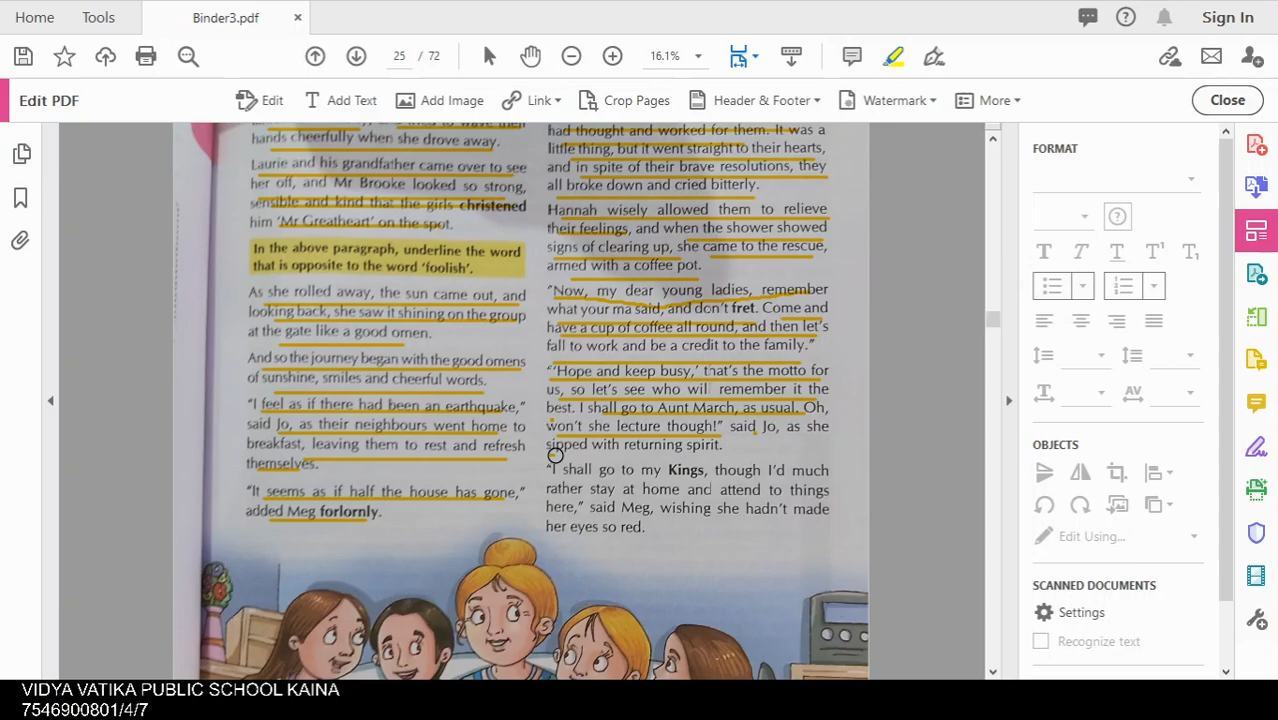 Home Tools Binder3.pdf × Sign In
25 / 72 16.1%
Edit PDF Edit Add Text Add Image Link Crop Pages Header & Footer Watermark More Close
hands cheerfully when she drove away.
Laurie and his grandfather came over to see
her off, and Mr Brooke looked so strong,
sensible and kind that the girls christened
him 'Mr Greatheart' on the spot.
In the above paragraph, underline the word
that is opposite to the word 'foolish'.
As she rolled away, the sun came out, and
looking back, she saw it shining on the group
at the gate like a good omen.
And so the journey began with the good omens
of sunshine, smiles and cheerful words.
"I feel as if there had been an earthquake,"
said Jo, as their neighbours went home to
breakfast, leaving them to rest and refresh
themselves.
"It seems as if half the house has gone,"
added Meg forlornly.
had thought and worked for them. It was a
little thing, but it went straight to their hearts,
and in spite of their brave resolutions, they
all broke down and cried bitterly.
Hannah wisely allowed them to relieve
their feelings, and when the shower showed
signs of clearing up, she came to the rescue,
armed with a coffee pot.
"Now, my dear young ladies, remember
what your ma said, and don't fret. Come and
have a cup of coffee all round, and then let's
fall to work and be a credit to the family."
"'Hope and keep busy,' that's the motto for
us, so let's see who will remember it the
best. I shall go to Aunt March, as usual. Oh,
won't she lecture though!" said Jo, as she
sipped with returning spirit.
"I shall go to my Kings, though I'd much
rather stay at home and attend to things
here," said Meg, wishing she hadn't made
her eyes so red.
FORMAT
OBJECTS
Edit Using...
SCANNED DOCUMENTS
Settings
Recognize text
VIDYA VATIKA PUBLIC SCHOOL KAINA
7546900801/4/7